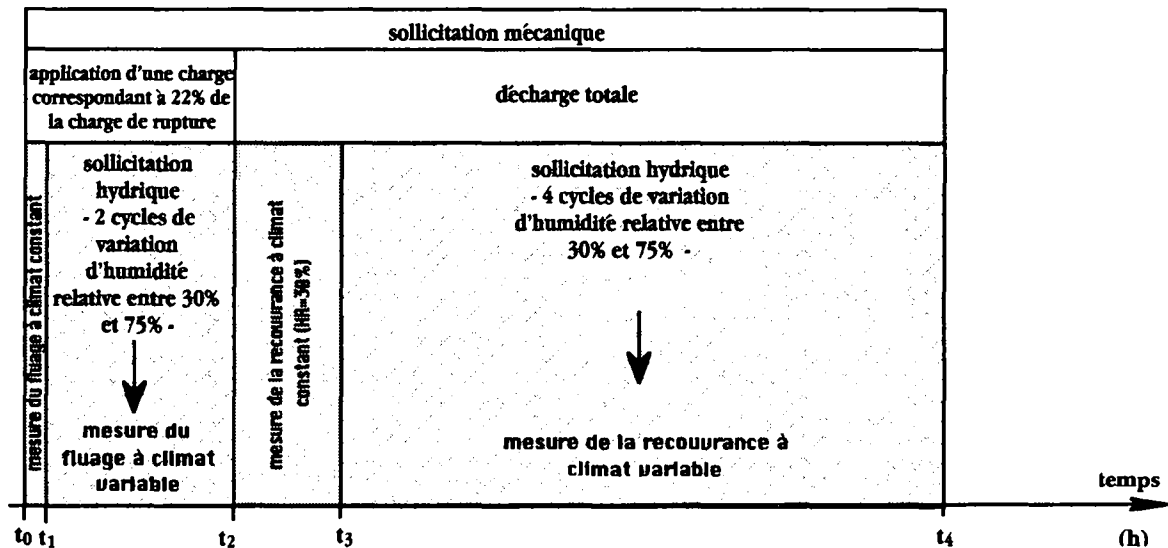 sollicitation mécanique
application d'une charge
correspondant à 22% de
la charge de rupture
décharge totale
mesure du fluage à climat constant
sollicitation
hydrique
- 2 cycles de
variation
d'humidité
relative entre 30%
et 75% -
mesure du
fluage à climat
variable
mesure de la recouvrance à climat
constant (HR=30%)
sollicitation hydrique
- 4 cycles de variation
d'humidité relative entre
30% et 75% -
mesure de la recouvrance à
climat variable
temps
t0 t1 t2 t3 t4 (h)